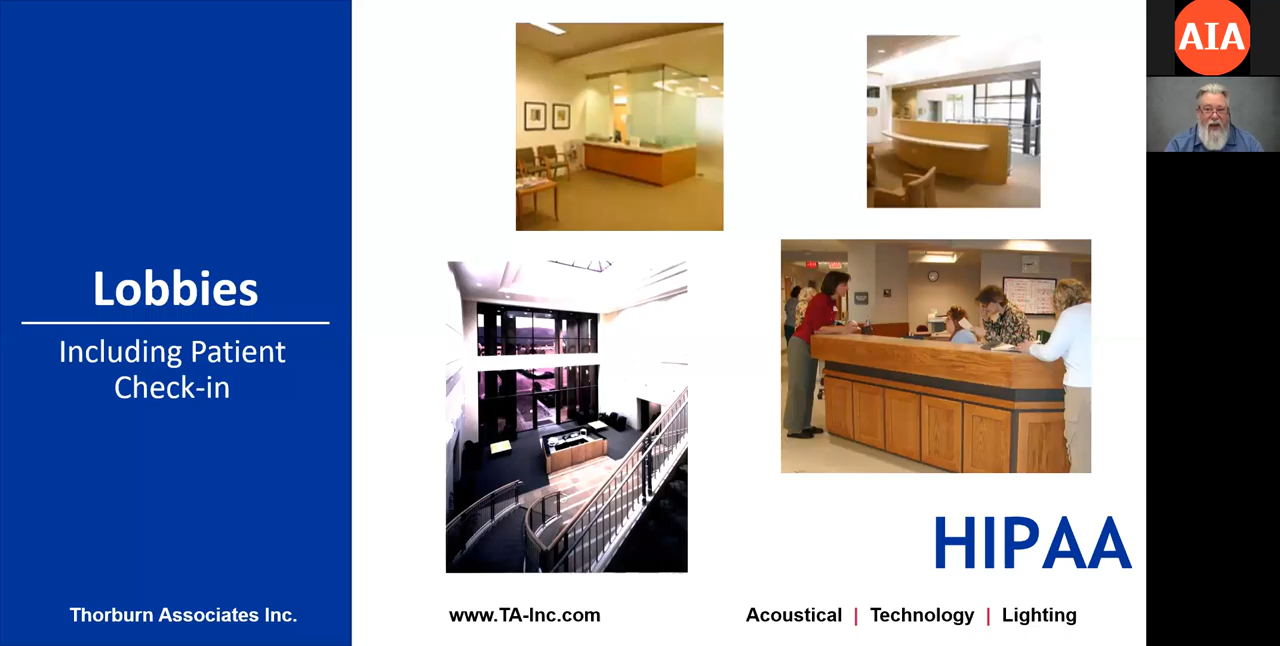 AIA
Lobbies
Including Patient
Check-in
HIPAA
Thorburn Associates Inc.
www.TA-Inc.com
Acoustical | Technology | Lighting